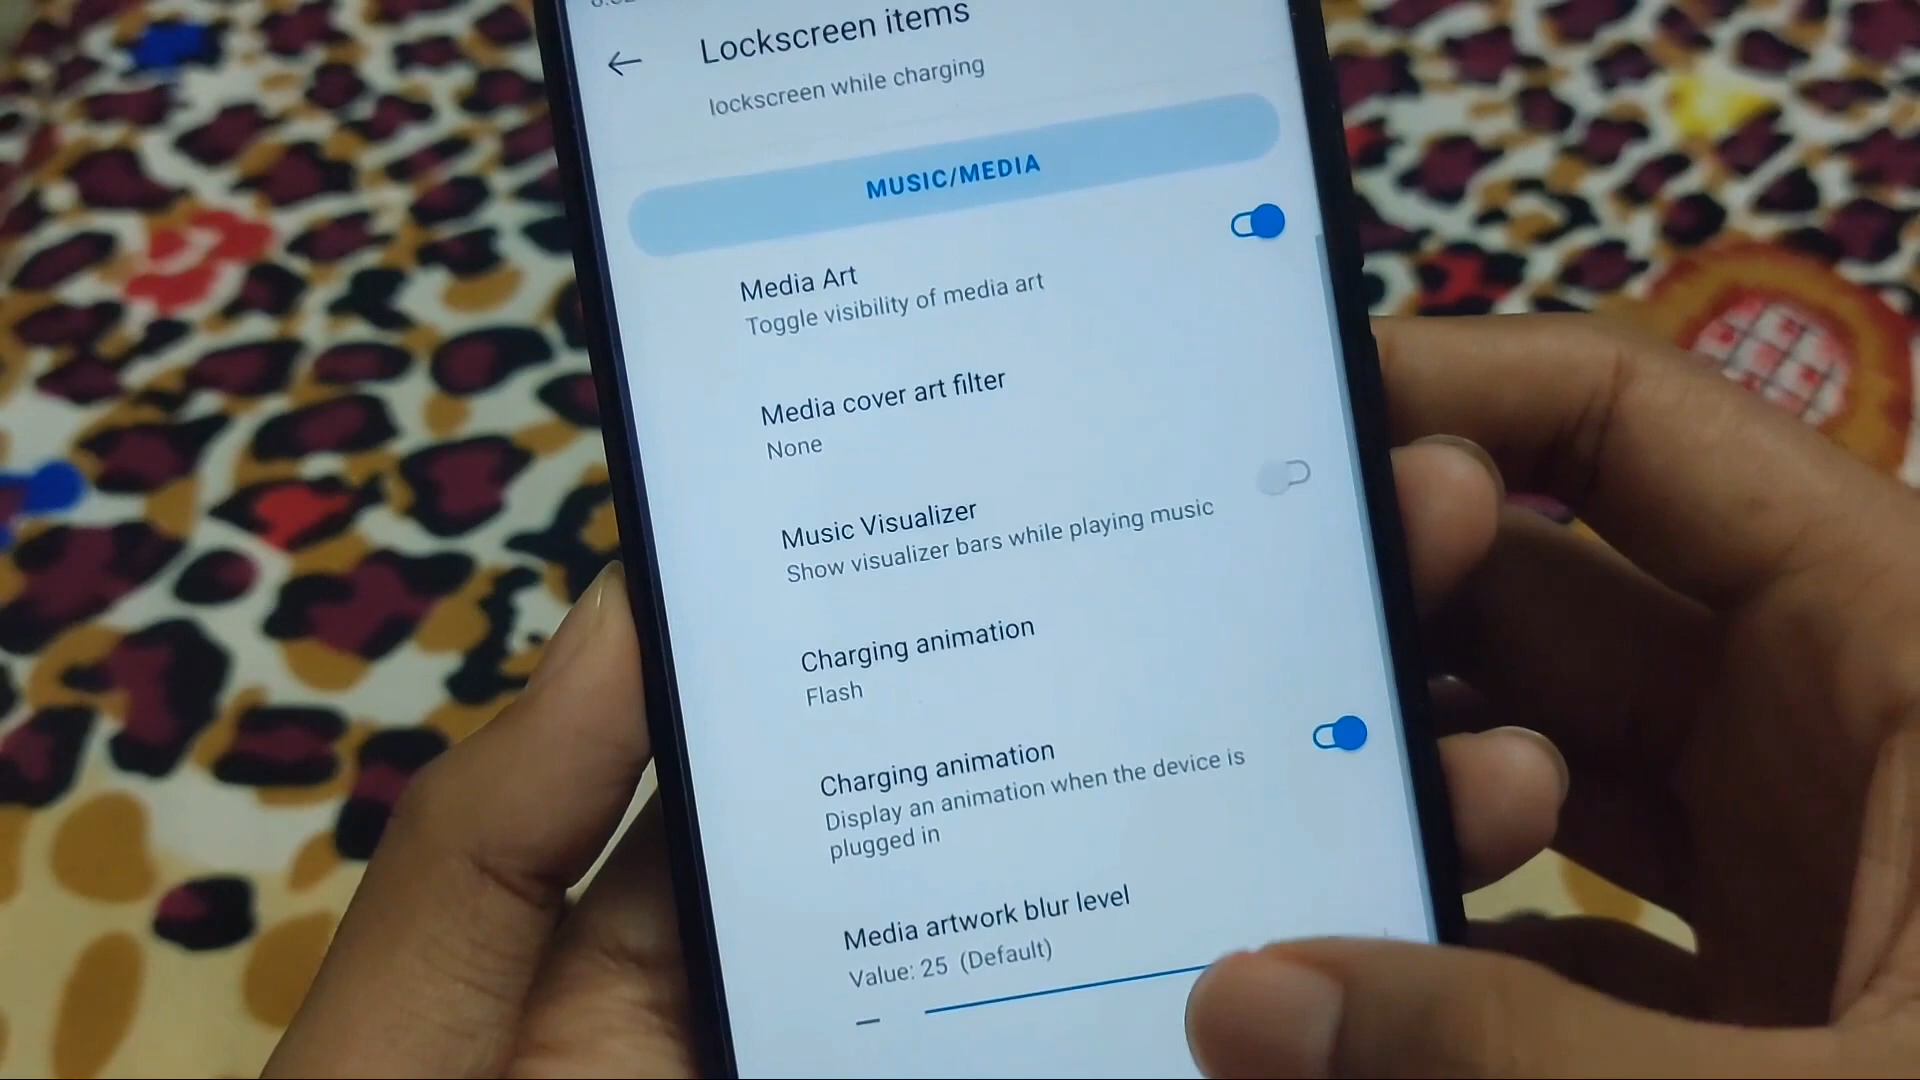 Lockscreen items
lockscreen while charging
MUSIC/MEDIA
Media Art
Toggle visibility of media art
Media cover art filter
None
Music Visualizer
Show visualizer bars while playing music
Charging animation
Flash
Charging animation
Display an animation when the device is
plugged in
Media artwork blur level
Value: 25 (Default)